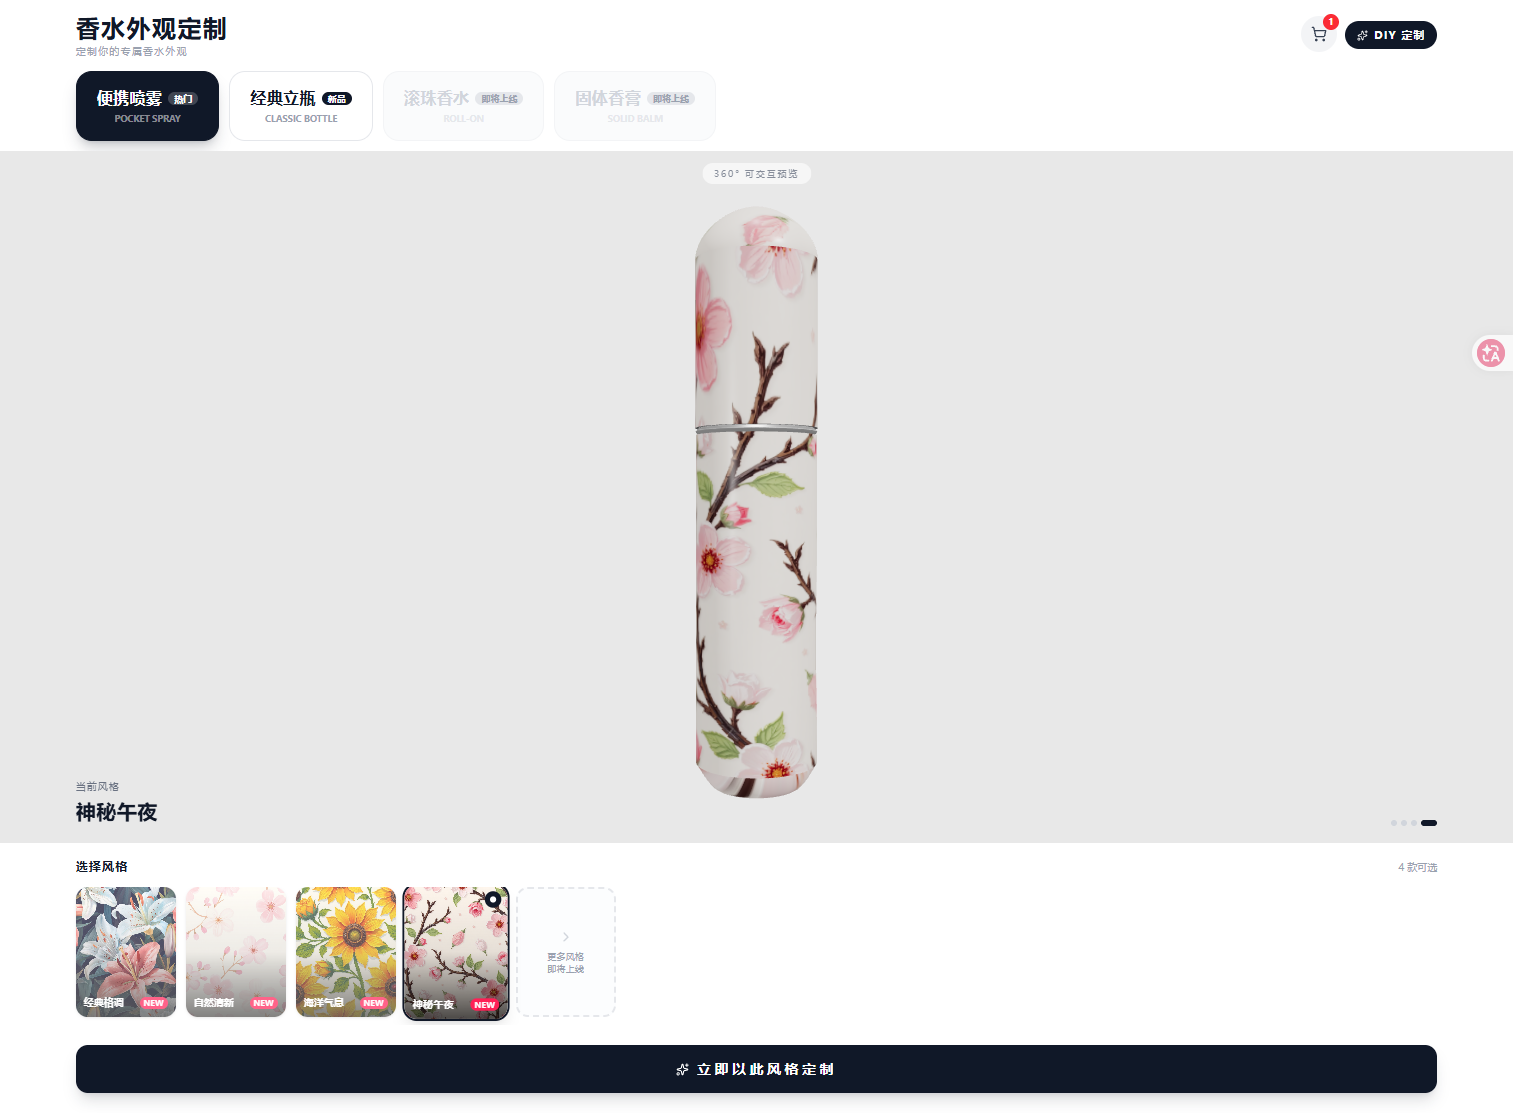 香水外观定制
定制你的专属香水外观
1
DIY 定制
便携喷雾 热门
POCKET SPRAY
经典立瓶 新品
CLASSIC BOTTLE
滚珠香水 即将上线
ROLL-ON
固体香膏 即将上线
SOLID BALM
360° 可交互预览
当前风格
神秘午夜
选择风格
4 款可选
经典格调 NEW
自然清新 NEW
海洋气息 NEW
神秘午夜 NEW
更多风格
即将上线
立即以此风格定制